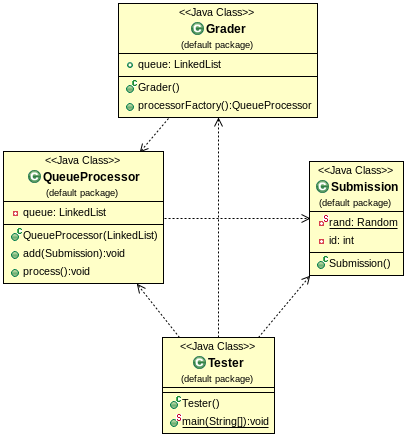 <<Java Class>>
Grader
(default package)
queue: LinkedList
Grader()
processorFactory():QueueProcessor
<<Java Class>>
QueueProcessor
(default package)
queue: LinkedList
QueueProcessor(LinkedList)
add(Submission):void
process():void
<<Java Class>>
Submission
(default package)
rand: Random
id: int
Submission()
<<Java Class>>
Tester
(default package)
Tester()
main(String[]):void